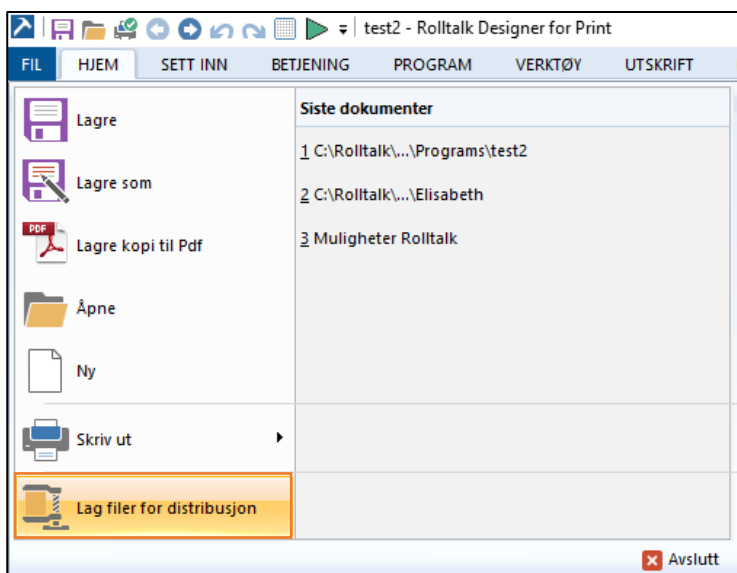 test2 - Rolltalk Designer for Print
FIL HJEM SETT INN BETJENING PROGRAM VERKTØY UTSKRIFT
Lagre
Lagre som
PDF
Lagre kopi til Pdf
Åpne
Ny
Skriv ut
Lag filer for distribusjon
Siste dokumenter
1 C:\Rolltalk\...\Programs\test2
2 C:\Rolltalk\...\Elisabeth
3 Muligheter Rolltalk
Avslutt